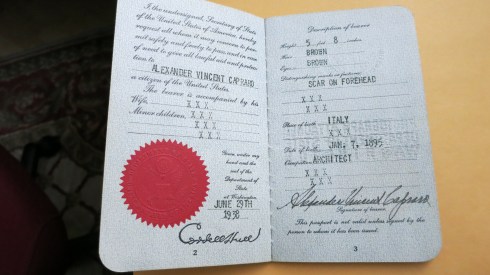 I, the undersigned, Secretary of State
of the United States of America, hereby
request all whom it may concern to per-
mit safely and freely to pass and in case
of need to give all lawful aid and protec-
tion to
ALEXANDER VINCENT CAPRARO
a citizen of the United States.
The bearer is accompanied by his
Wife, XXX
Minor children, XXX
XXX
XXX
Given under my
hand and the
seal of the
Department of
State
at Washington,
JUNE 29TH
1938
Cordell Hull
2
Description of bearer
Height 5 feet 8 inches.
Hair BROWN
Eyes BROWN
Distinguishing marks or features:
SCAR ON FOREHEAD
XXX
XXX
Place of birth ITALY
XXX
Date of birth JAN. 7, 1895
Occupation ARCHITECT
XXX
XXX
Alexander Vincent Capraro
Signature of bearer.
This passport is not valid unless signed by the
person to whom it has been issued.
3